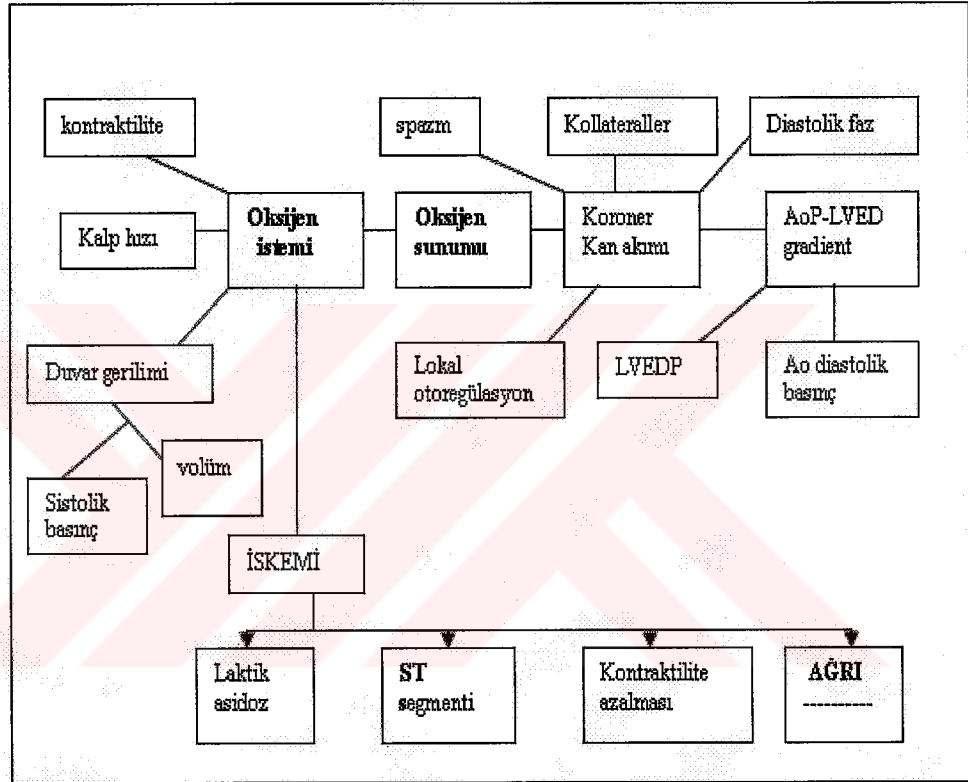 kontraktilite
spazm
Kollateraller
Diastolik faz
Kalp hızı
Oksijen
istemi
Oksijen
sunumu
Koroner
Kan akımı
AoP-LVED
gradient
Duvar gerilimi
Lokal
otoregülasyon
LVEDP
Ao diastolik
basınç
volüm
Sistolik
basınç
İSKEMİ
Laktik
asidoz
ST
segmenti
Kontraktilite
azalması
AĞRI
----------